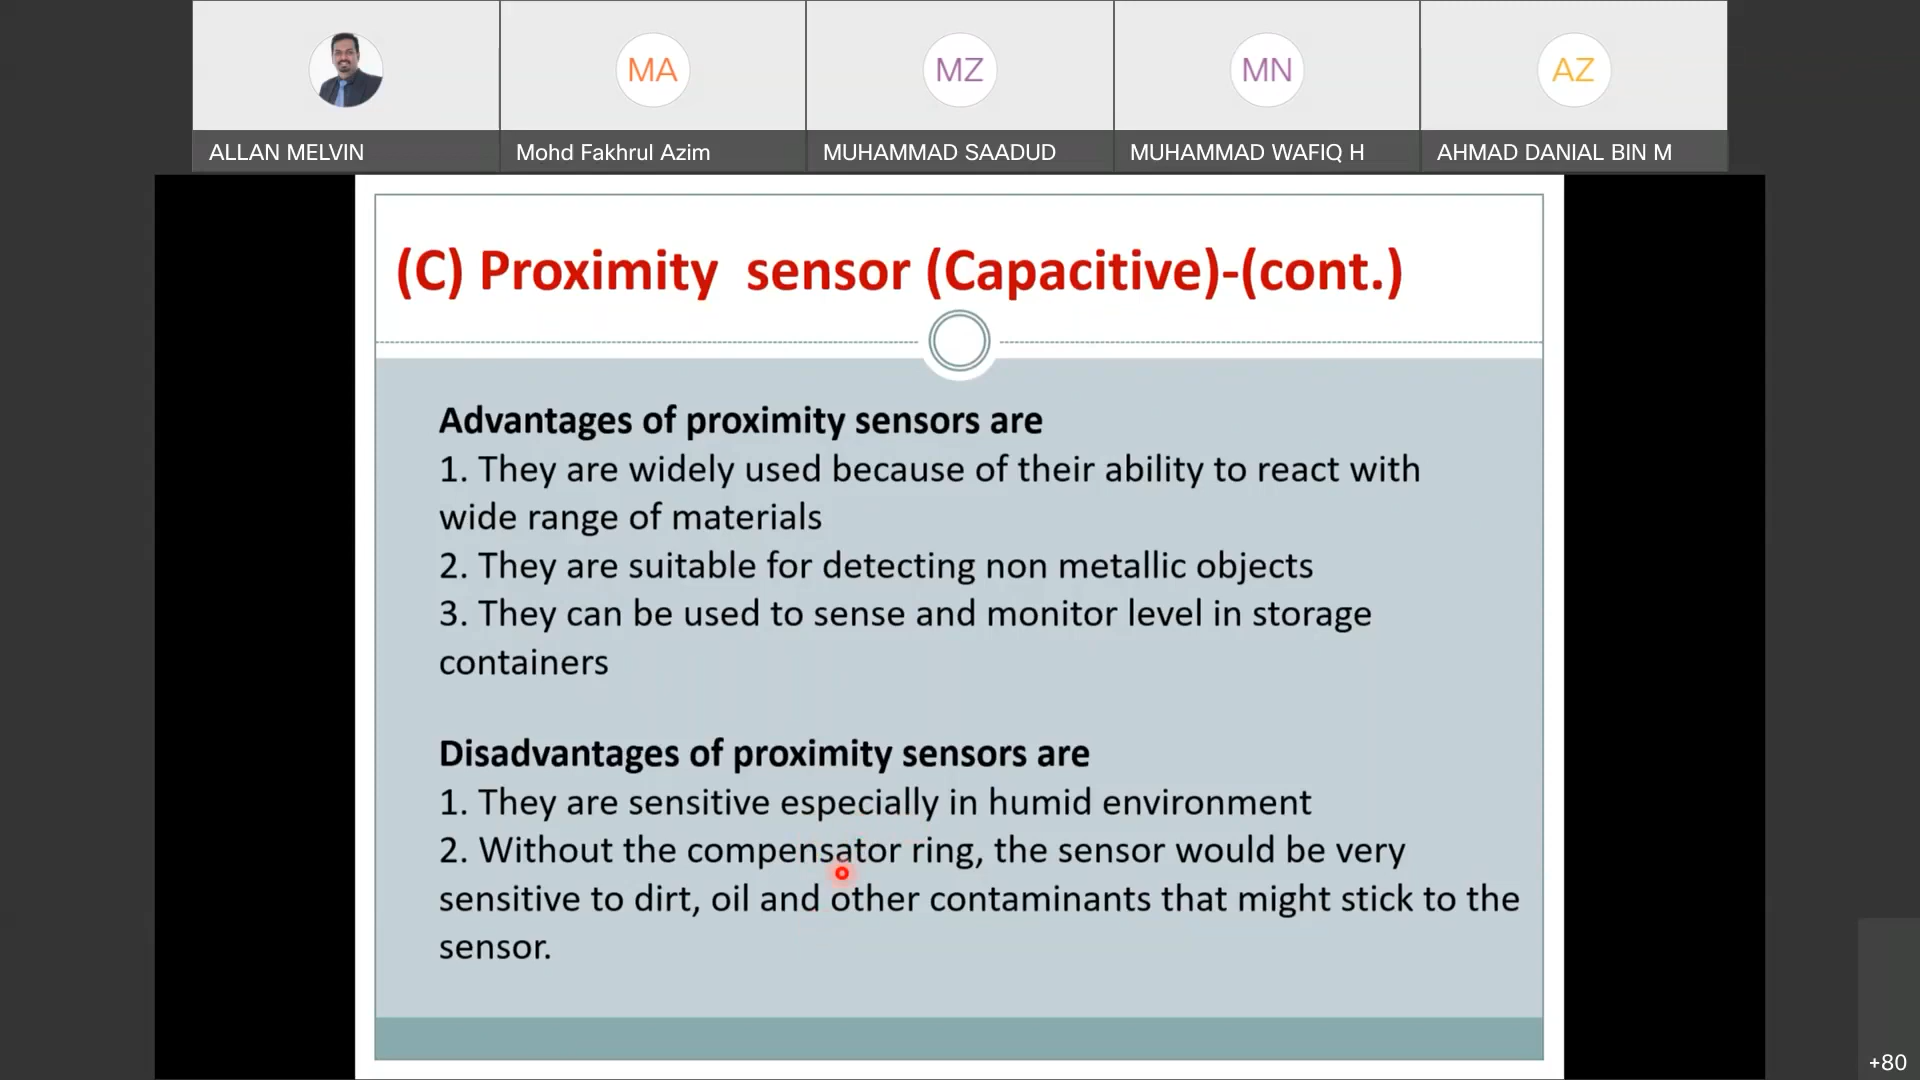 MA
MZ
MN
AZ
ALLAN MELVIN
Mohd Fakhrul Azim
MUHAMMAD SAADUD
MUHAMMAD WAFIQ H
AHMAD DANIAL BIN M
(C) Proximity sensor (Capacitive)-(cont.)
Advantages of proximity sensors are
1. They are widely used because of their ability to react with
wide range of materials
2. They are suitable for detecting non metallic objects
3. They can be used to sense and monitor level in storage
containers
Disadvantages of proximity sensors are
1. They are sensitive especially in humid environment
2. Without the compensator ring, the sensor would be very
sensitive to dirt, oil and other contaminants that might stick to the
sensor.
+80